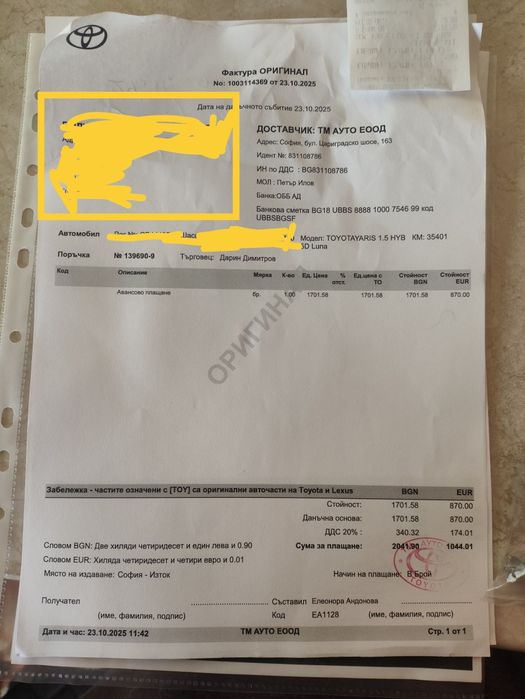 Фактура ОРИГИНАЛ
No: 1003114369 от 23.10.2025
Дата на данъчното събитие 23.10.2025
ДОСТАВЧИК: ТМ АУТО ЕООД
Адрес: София, бул. Цариградско шосе, 163
Идент №: 831108786
ИН по ДДС : BG831108786
МОЛ : Петър Илов
Банка:ОББ АД
Банкова сметка BG18 UBBS 8888 1000 7546 99 код
UBBSBGSF
Автомобил Модел: TOYOTAYARIS 1.5 HYB КМ: 35401
5D Luna
Поръчка № 139690-9 Търговец: Дарин Димитров
Код Описание Мярка К-во Ед. Цена % отст. Ед.цена с ТО Стойност BGN Стойност EUR
Авансово плащане бр. 1.00 1701.58 1701.58 1701.58 870.00
ОРИГИНАЛ
Забележка - частите означени с [TOY] са оригинални авточасти на Toyota и Lexus BGN EUR
Стойност: 1701.58 870.00
Данъчна основа: 1701.58 870.00
ДДС 20% : 340.32 174.01
Словом BGN: Две хиляди четиридесет и един лева и 0.90 Сума за плащане: 2041.90 1044.01
Словом EUR: Хиляда четиридесет и четири евро и 0.01
Място на издаване: София - Изток Начин на плащане: В Брой
Получател Съставил Елеонора Андонова
(име, фамилия, подпис) Код EA1128 (име, фамилия, подпис)
Дата и час: 23.10.2025 11:42 ТМ АУТО ЕООД Стр. 1 от 1